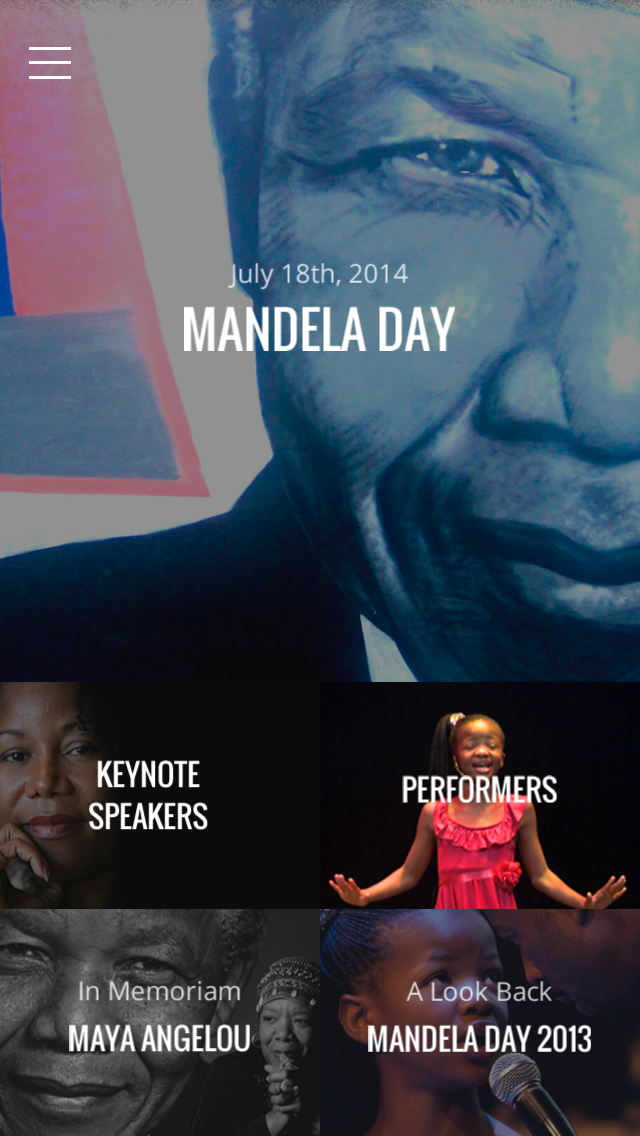 July 18th, 2014
MANDELA DAY
KEYNOTE
SPEAKERS
PERFORMERS
In Memoriam
MAYA ANGELOU
A Look Back
MANDELA DAY 2013